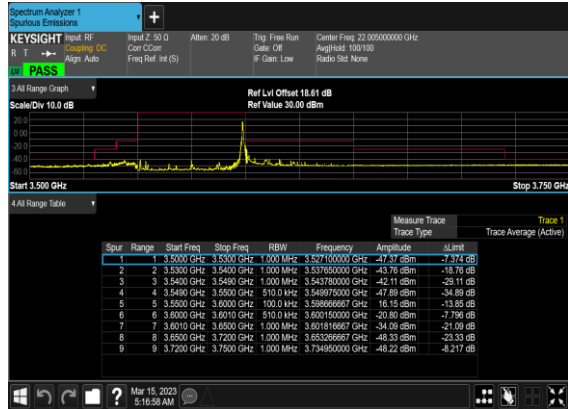 Spectrum Analyzer 1
Spurious Emissions
KEYSIGHT Input: RF Input Z: 50 Ω Atten: 20 dB Trig: Free Run Center Freq: 22.005000000 GHz
R T Coupling: DC Corr CCorr Gate: Off Avg|Hold: 100/100
Align: Auto Freq Ref: Int (S) IF Gain: Low Radio Std: None
PASS
3 All Range Graph
Ref Lvl Offset 18.61 dB
Scale/Div 10.0 dB Ref Value 30.00 dBm
20.0
0.00
-20.0
-40.0
-60.0
Start 3.500 GHz Stop 3.750 GHz
4 All Range Table
Measure Trace Trace 1
Trace Type Trace Average (Active)
Spur Range Start Freq Stop Freq RBW Frequency Amplitude ΔLimit
1 1 3.5000 GHz 3.5300 GHz 1.000 MHz 3.527100000 GHz -47.37 dBm -7.374 dB
2 2 3.5300 GHz 3.5400 GHz 1.000 MHz 3.537650000 GHz -43.76 dBm -18.76 dB
3 3 3.5400 GHz 3.5490 GHz 1.000 MHz 3.543780000 GHz -42.11 dBm -29.11 dB
4 4 3.5490 GHz 3.5500 GHz 510.0 kHz 3.549975000 GHz -47.89 dBm -34.89 dB
5 5 3.5500 GHz 3.6000 GHz 100.0 kHz 3.598666667 GHz 16.15 dBm -13.85 dB
6 6 3.6000 GHz 3.6010 GHz 510.0 kHz 3.600150000 GHz -20.80 dBm -7.796 dB
7 7 3.6010 GHz 3.6500 GHz 1.000 MHz 3.601816667 GHz -34.09 dBm -21.09 dB
8 8 3.6500 GHz 3.7200 GHz 1.000 MHz 3.653266667 GHz -48.33 dBm -23.33 dB
9 9 3.7200 GHz 3.7500 GHz 1.000 MHz 3.734950000 GHz -48.22 dBm -8.217 dB
Mar 15, 2023
5:16:58 AM